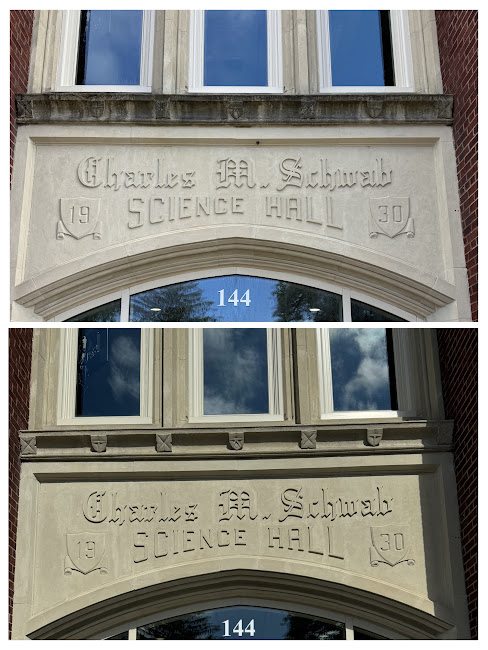 Charles M. Schwab
19 SCIENCE HALL 30
144
Charles M. Schwab
19 SCIENCE HALL 30
144